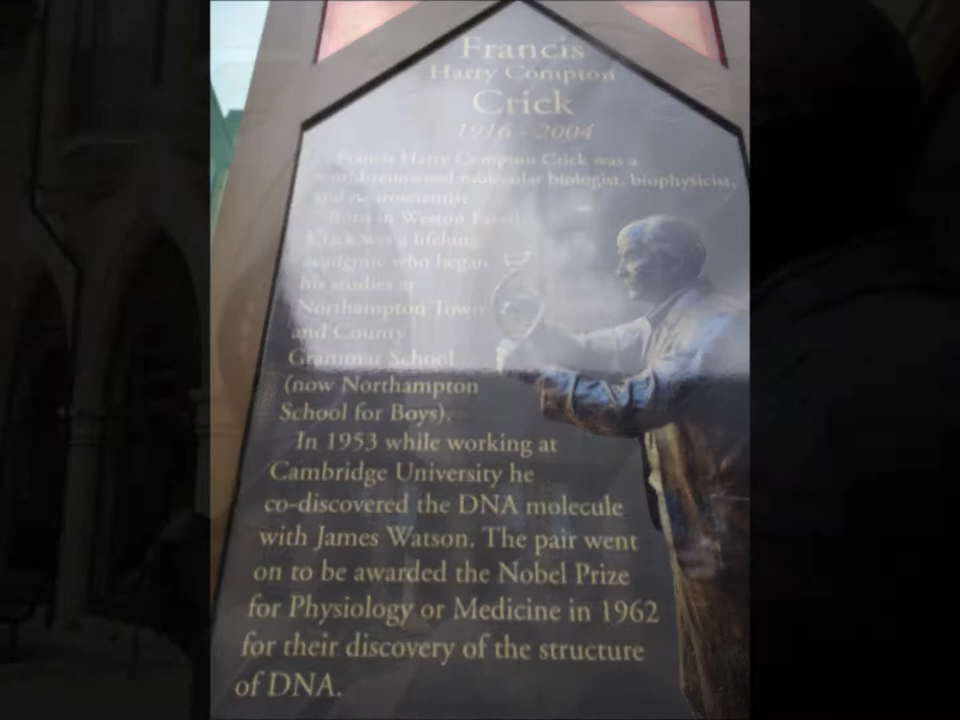 Francis
Harry Compton
Crick
1916 - 2004
Francis Harry Compton Crick was a
world-renowned molecular biologist, biophysicist,
and neuroscientist.
Born in Weston Favell
Crick was a lifelong
academic who began
his studies at
Northampton Town
and County
Grammar School
(now Northampton
School for Boys).
In 1953 while working at
Cambridge University he
co-discovered the DNA molecule
with James Watson. The pair went
on to be awarded the Nobel Prize
for Physiology or Medicine in 1962
for their discovery of the structure
of DNA.